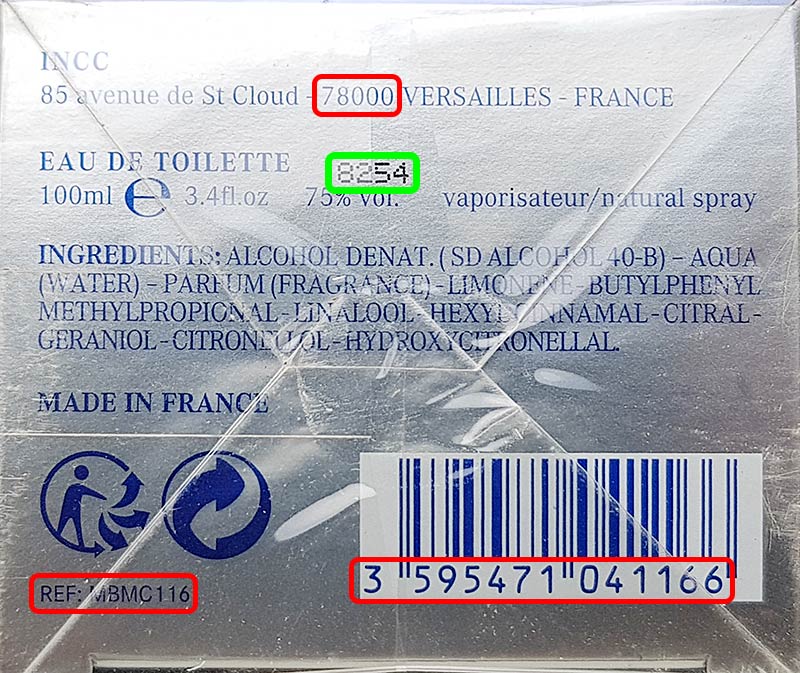 INCC
85 avenue de St Cloud - 78000 VERSAILLES - FRANCE
EAU DE TOILETTE
8254
100ml ℮ 3.4fl.oz 75% vol. vaporisateur/natural spray
INGREDIENTS: ALCOHOL DENAT. ( SD ALCOHOL 40-B) – AQUA
(WATER) – PARFUM (FRAGRANCE) - LIMONENE - BUTYLPHENYL
METHYLPROPIONAL - LINALOOL - HEXYL CINNAMAL - CITRAL -
GERANIOL - CITRONELLOL - HYDROXYCITRONELLAL.
MADE IN FRANCE
REF: MBMC116
3 595471 041166